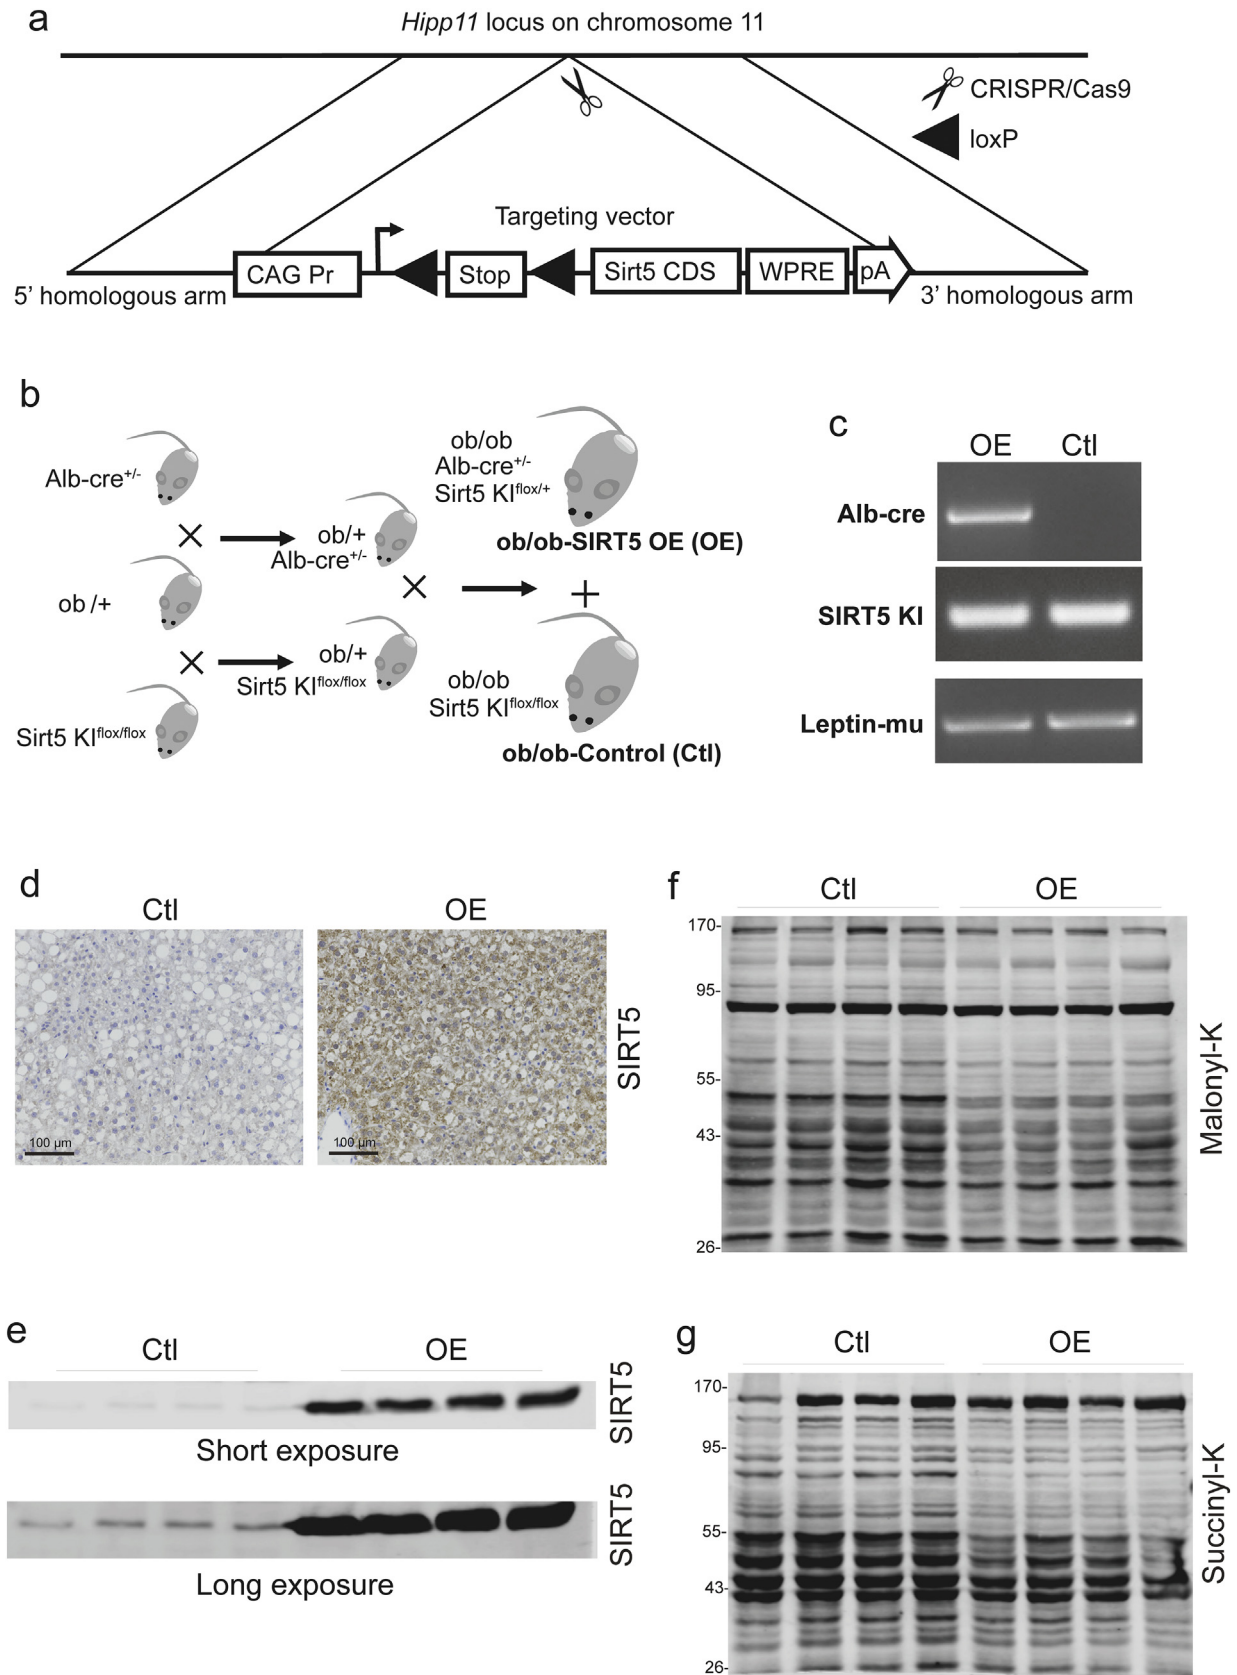 a
Hipp11 locus on chromosome 11
CRISPR/Cas9
loxP
Targeting vector
CAG Pr
Stop
Sirt5 CDS
WPRE
pA
5’ homologous arm
3’ homologous arm
b
Alb-cre+/-
ob /+
Sirt5 KIflox/flox
ob/+
Alb-cre+/-
ob/+
Sirt5 KIflox/flox
ob/ob
Alb-cre+/-
Sirt5 KIflox/+
ob/ob-SIRT5 OE (OE)
ob/ob
Sirt5 KIflox/flox
ob/ob-Control (Ctl)
c
OE Ctl
Alb-cre
SIRT5 KI
Leptin-mu
d
Ctl OE
SIRT5
100 µm
100 µm
e
Ctl OE
SIRT5
Short exposure
SIRT5
Long exposure
f
Ctl OE
170-
95-
55-
43-
26-
Malonyl-K
g
Ctl OE
170-
95-
55-
43-
26-
Succinyl-K